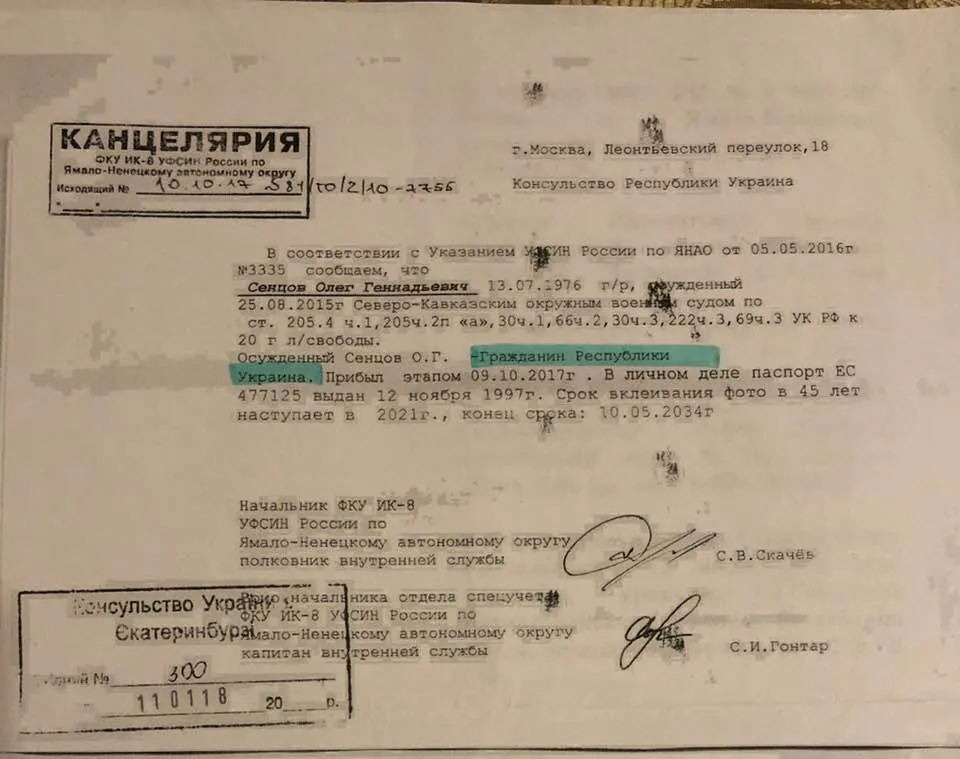 КАНЦЕЛЯРИЯ
ФКУ ИК-8 УФСИН России по
Ямало-Ненецкому автономному округу
Исходящий № 10.10.17 581/ТО/2/10-2755
г.Москва, Леонтьевский переулок,18
Консульство Республики Украина
В соответствии с Указанием УФСИН России по ЯНАО от 05.05.2016г
№3335 сообщаем, что
Сенцов Олег Геннадьевич 13.07.1976 г/р, осужденный
25.08.2015г Северо-Кавказским окружным военным судом по
ст. 205.4 ч.1,205ч.2п «а»,30ч.1,66ч.2,30ч.3,222ч.3,69ч.3 УК РФ к
20 г л/свободы.
Осужденный Сенцов О.Г. -Гражданин Республики
Украина. Прибыл этапом 09.10.2017г . В личном деле паспорт ЕС
477125 выдан 12 ноября 1997г. Срок вклеивания фото в 45 лет
наступает в 2021г., конец срока: 10.05.2034г
Начальник ФКУ ИК-8
УФСИН России по
Ямало-Ненецкому автономному округу
полковник внутренней службы С.В.Скачёв
Врио начальника отдела спецучета
ФКУ ИК-8 УФСИН России по
Ямало-Ненецкому автономному округу
капитан внутренней службы С.И.Гонтар
Консульство України
Єкатеринбурзі
№ 300
110118 20 р.